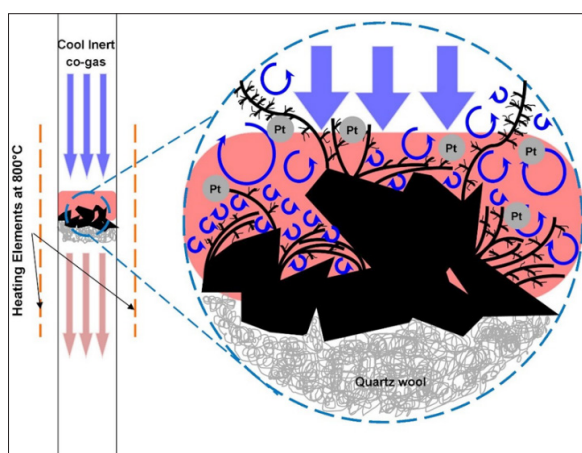 Cool Inert
co-gas
Heating Elements at 800°C
Pt
Pt
Pt
Pt
Pt
Pt
Quartz wool